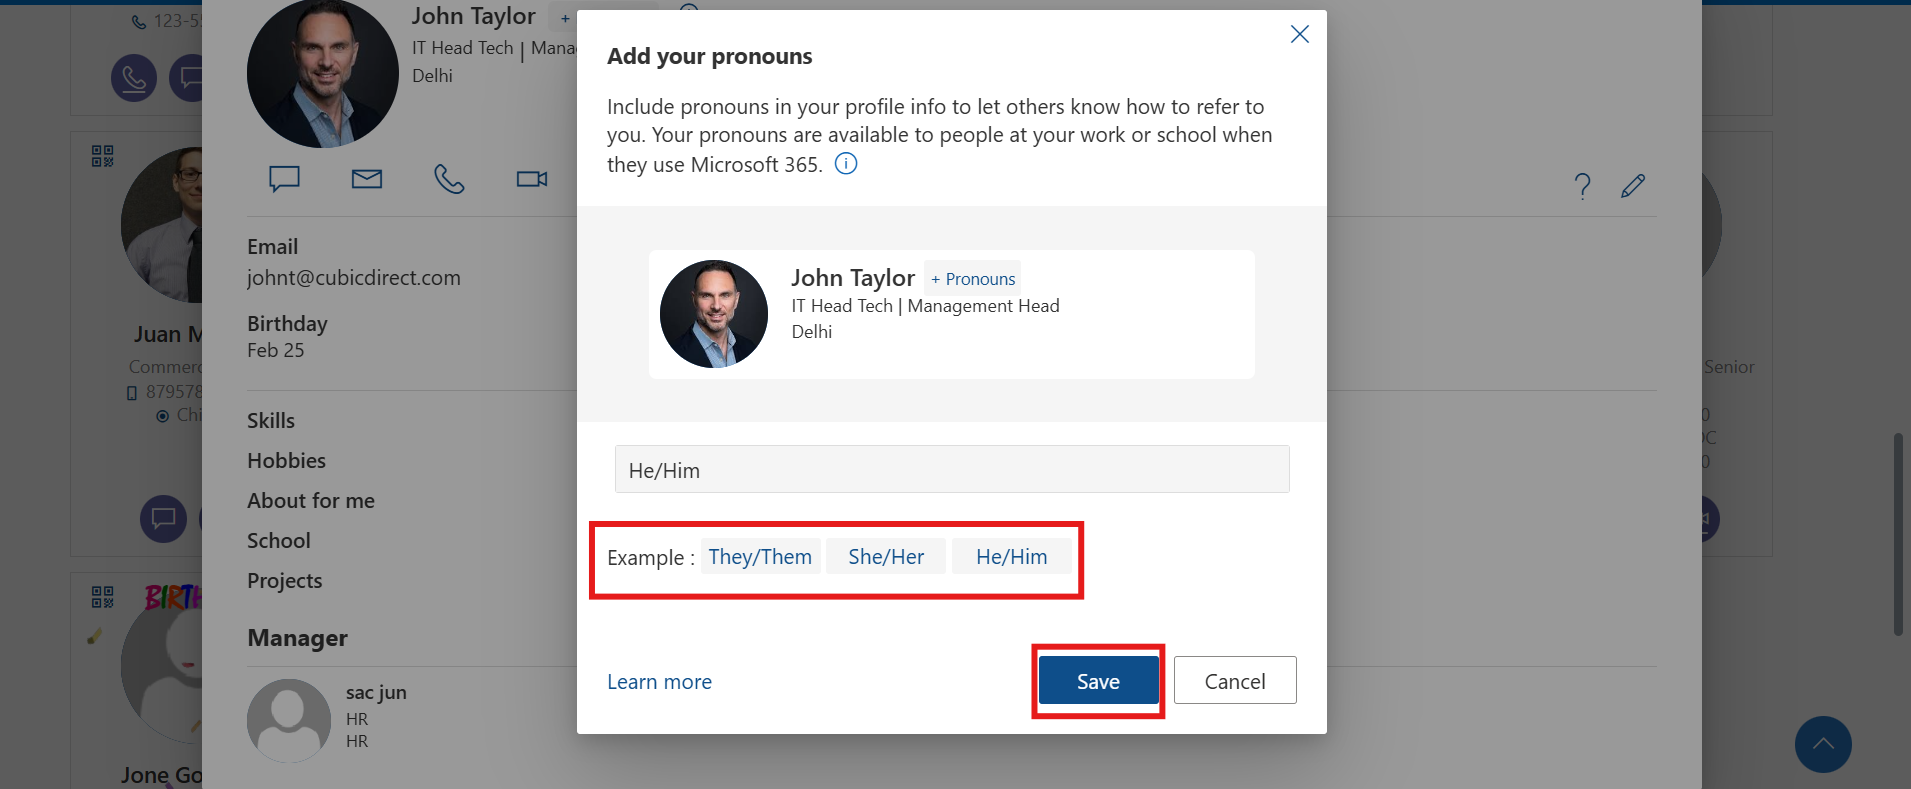 123-5
John Taylor +
IT Head Tech | Mana
Delhi
Add your pronouns
Include pronouns in your profile info to let others know how to refer to
you. Your pronouns are available to people at your work or school when
they use Microsoft 365.
John Taylor + Pronouns
IT Head Tech | Management Head
Delhi
He/Him
Example : They/Them She/Her He/Him
Learn more
Save
Cancel
Email
johnt@cubicdirect.com
Birthday
Feb 25
Skills
Hobbies
About for me
School
Projects
Manager
sac jun
HR
HR
Juan M
Commerc
879578
Chi
Senior
0
C
0
BIRTH
Jone Go